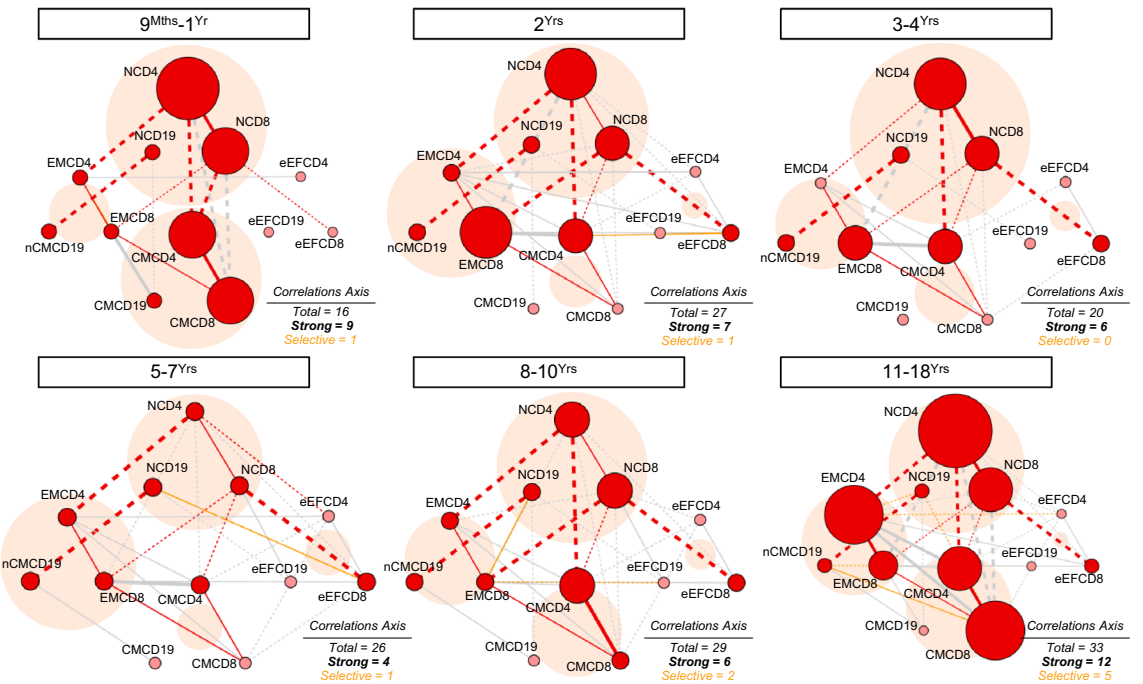 9Mths-1Yr
NCD4
NCD19
NCD8
EMCD4
eEFCD4
EMCD8
eEFCD19
nCMCD19
eEFCD8
CMCD4
CMCD19
CMCD8
Correlations Axis
Total = 16
Strong = 9
Selective = 1
2Yrs
NCD4
NCD19
NCD8
EMCD4
eEFCD4
eEFCD19
nCMCD19
eEFCD8
EMCD8
CMCD4
CMCD19
CMCD8
Correlations Axis
Total = 27
Strong = 7
Selective = 1
3-4Yrs
NCD4
NCD19
NCD8
EMCD4
eEFCD4
eEFCD19
nCMCD19
eEFCD8
EMCD8
CMCD4
CMCD19
CMCD8
Correlations Axis
Total = 20
Strong = 6
Selective = 0
5-7Yrs
NCD4
NCD19
NCD8
EMCD4
eEFCD4
nCMCD19
eEFCD19
EMCD8
CMCD4
eEFCD8
CMCD19
CMCD8
Correlations Axis
Total = 26
Strong = 4
Selective = 1
8-10Yrs
NCD4
NCD19
NCD8
EMCD4
eEFCD4
nCMCD19
eEFCD19
EMCD8
CMCD4
eEFCD8
CMCD19
CMCD8
Correlations Axis
Total = 29
Strong = 6
Selective = 2
11-18Yrs
NCD4
NCD8
EMCD4
NCD19
eEFCD4
nCMCD19
eEFCD19
EMCD8
CMCD4
eEFCD8
CMCD19
CMCD8
Correlations Axis
Total = 33
Strong = 12
Selective = 5